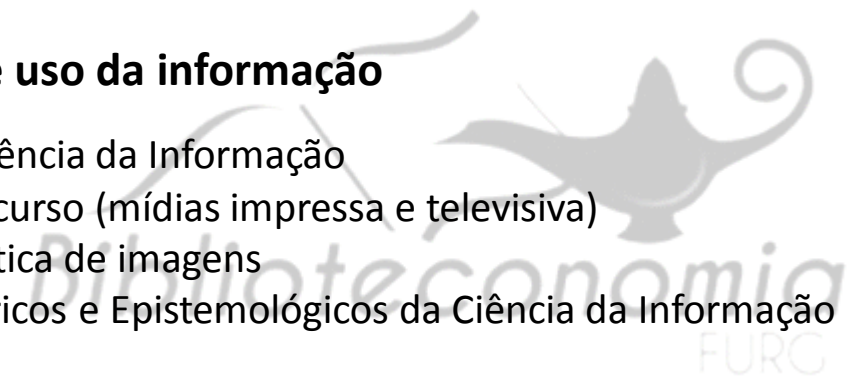 e uso da informação
ência da Informação
curso (mídias impressa e televisiva)
tica de imagens
icos e Epistemológicos da Ciência da Informação
Biblioteconomia
FURG